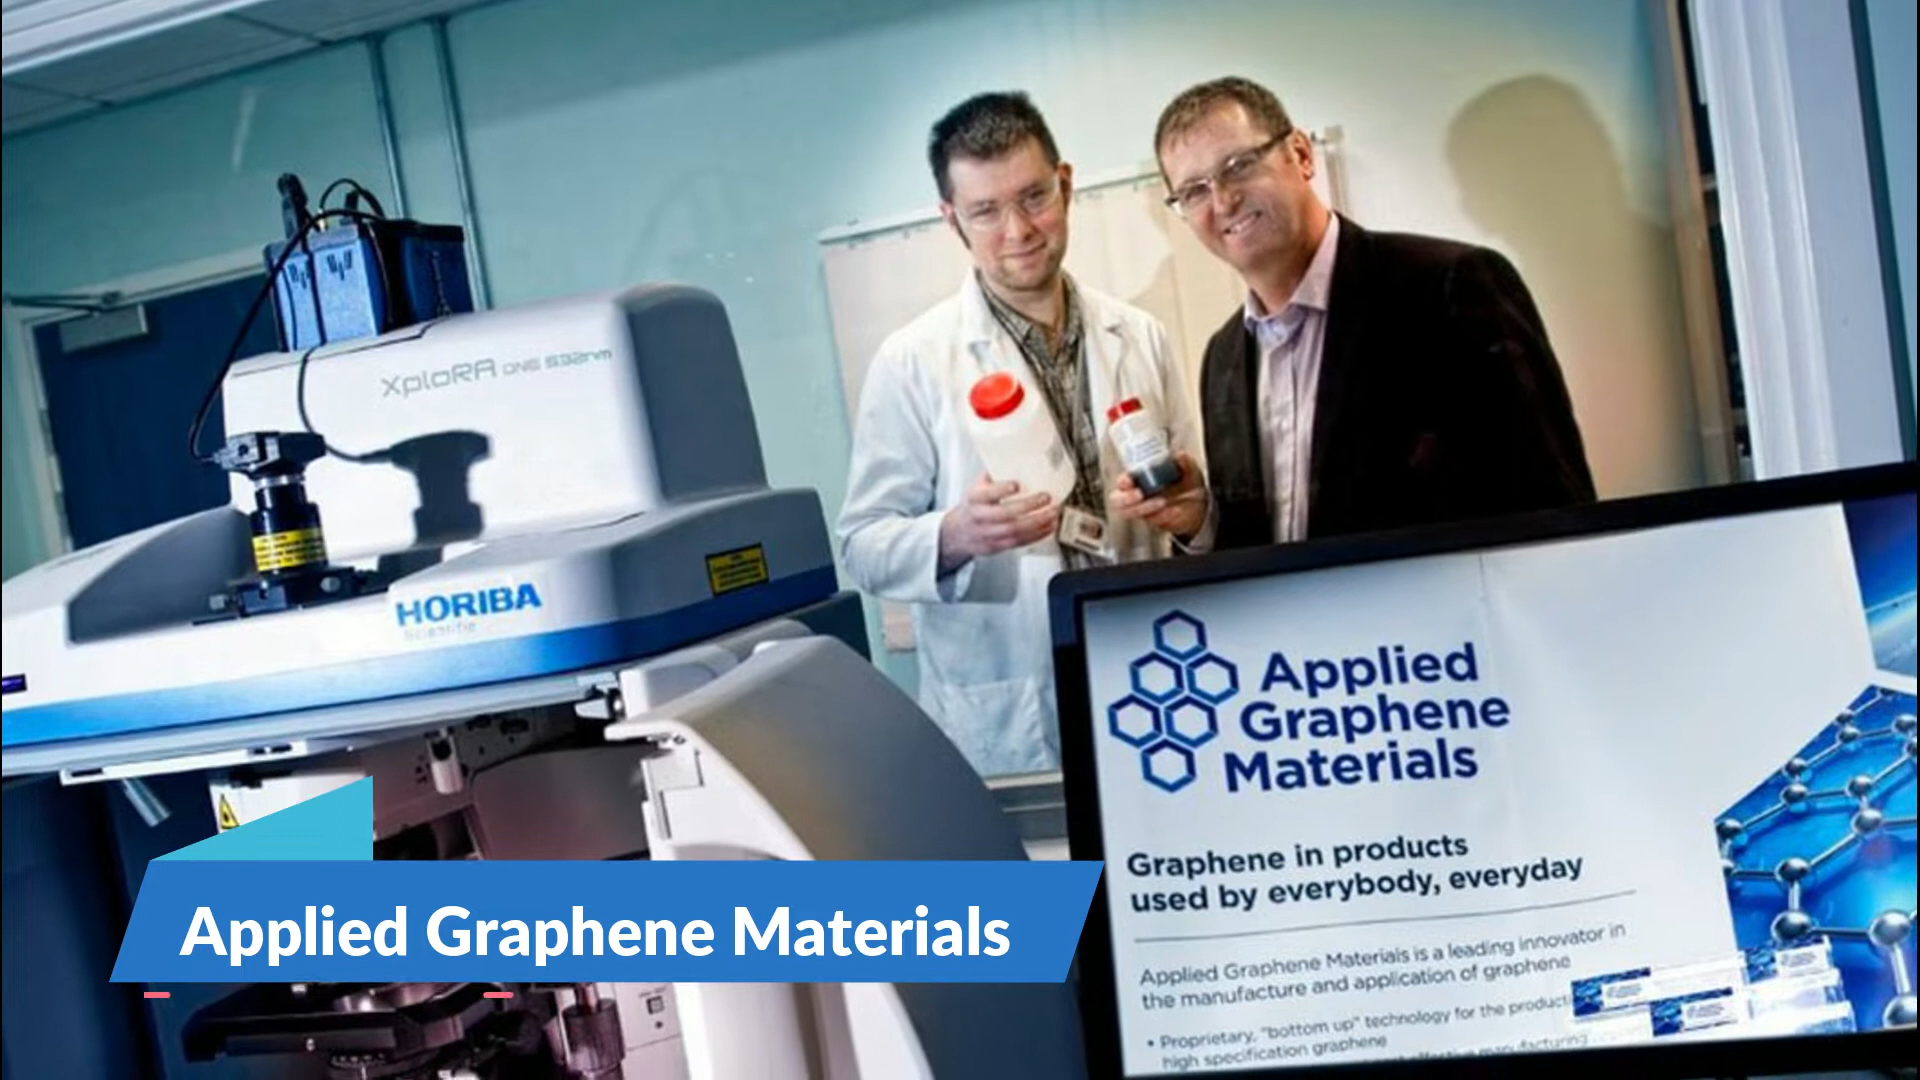 XploRA ONE 532nm
HORIBA
Scientific
Applied
Graphene
Materials
Graphene in products
used by everybody, everyday
Applied Graphene Materials is a leading innovator in
the manufacture and application of graphene
• Proprietary, "bottom up" technology for the product
high specification graphene
manufacturing
Applied Graphene Materials